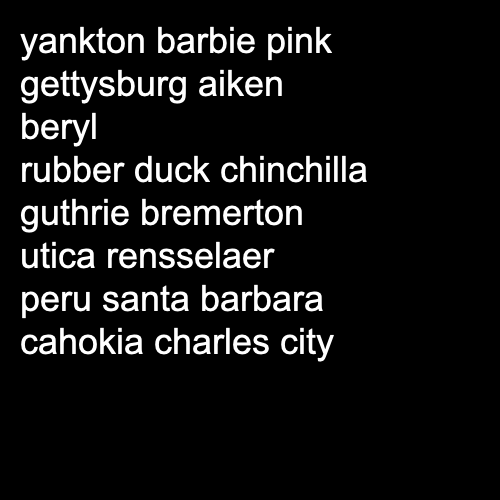 yankton barbie pink
gettysburg aiken
beryl
rubber duck chinchilla
guthrie bremerton
utica rensselaer
peru santa barbara
cahokia charles city